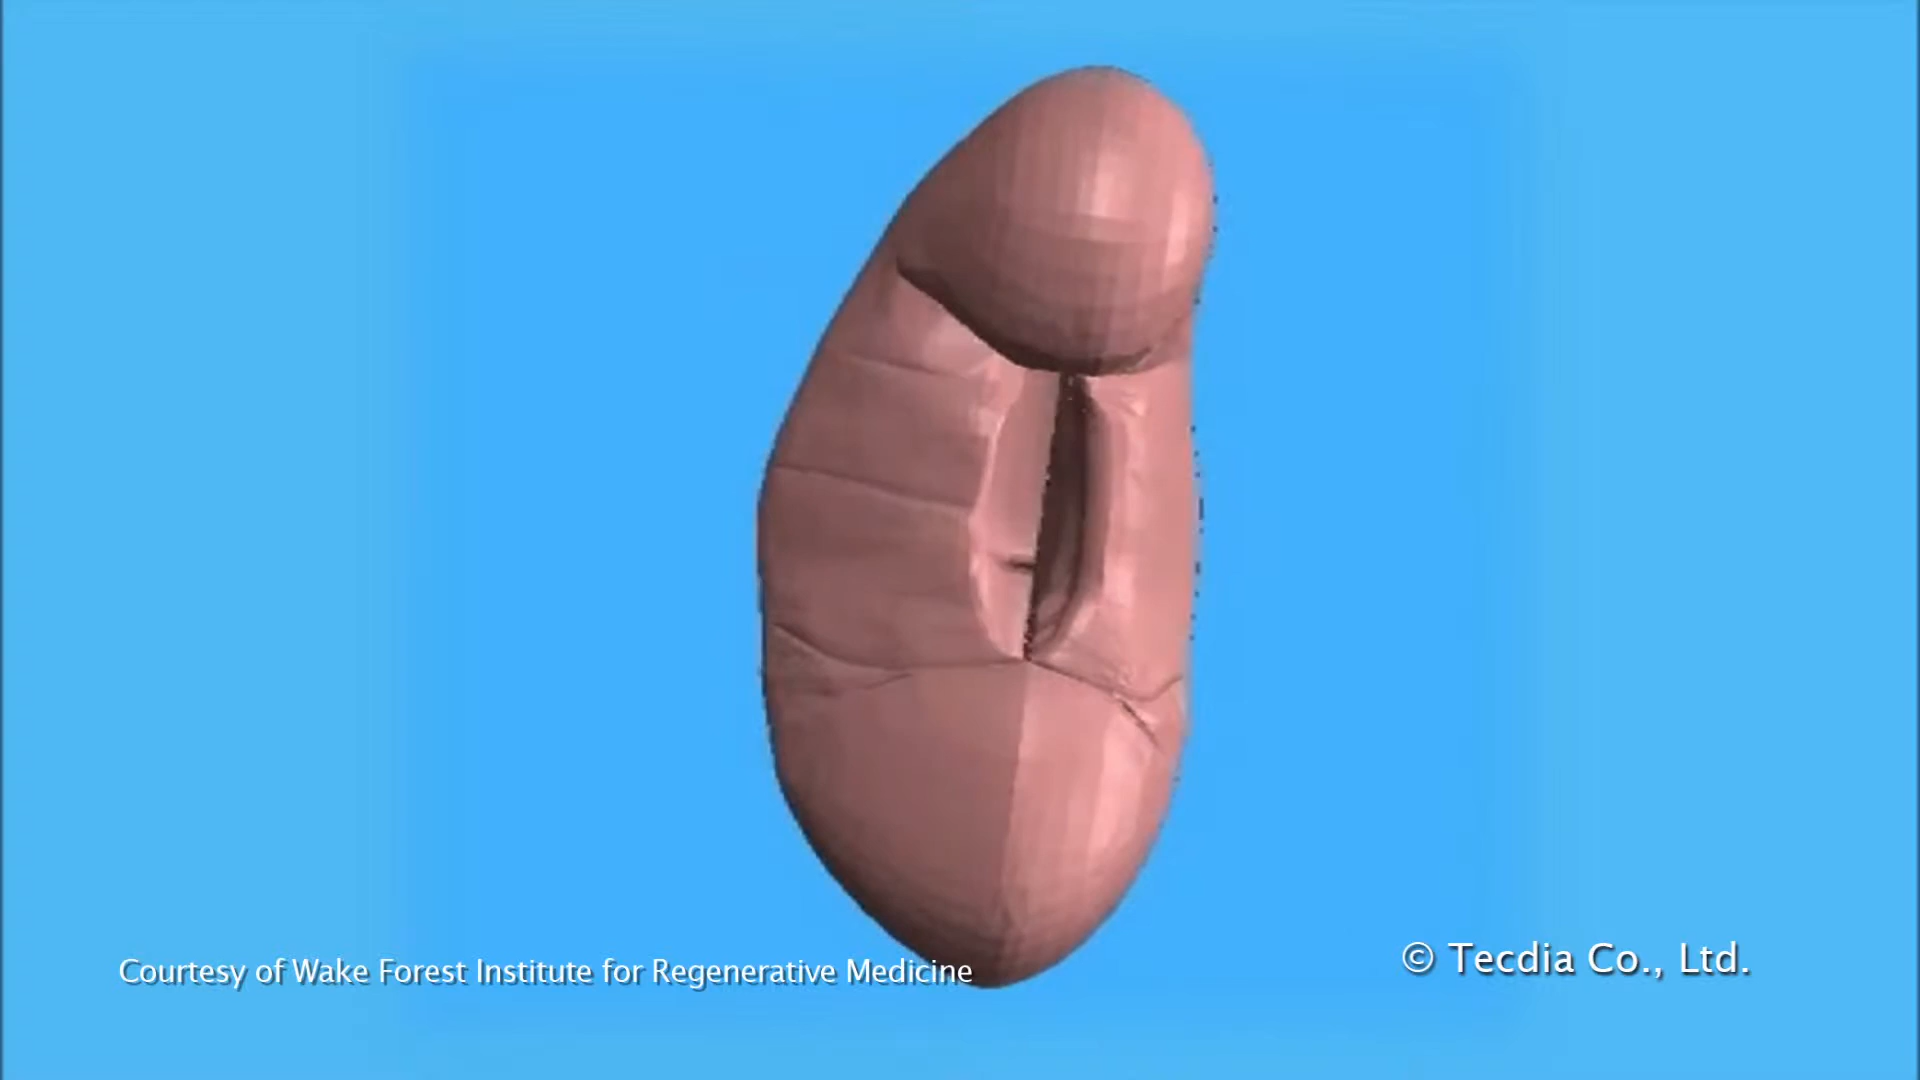 Courtesy of Wake Forest Institute for Regenerative Medicine
© Tecdia Co., Ltd.